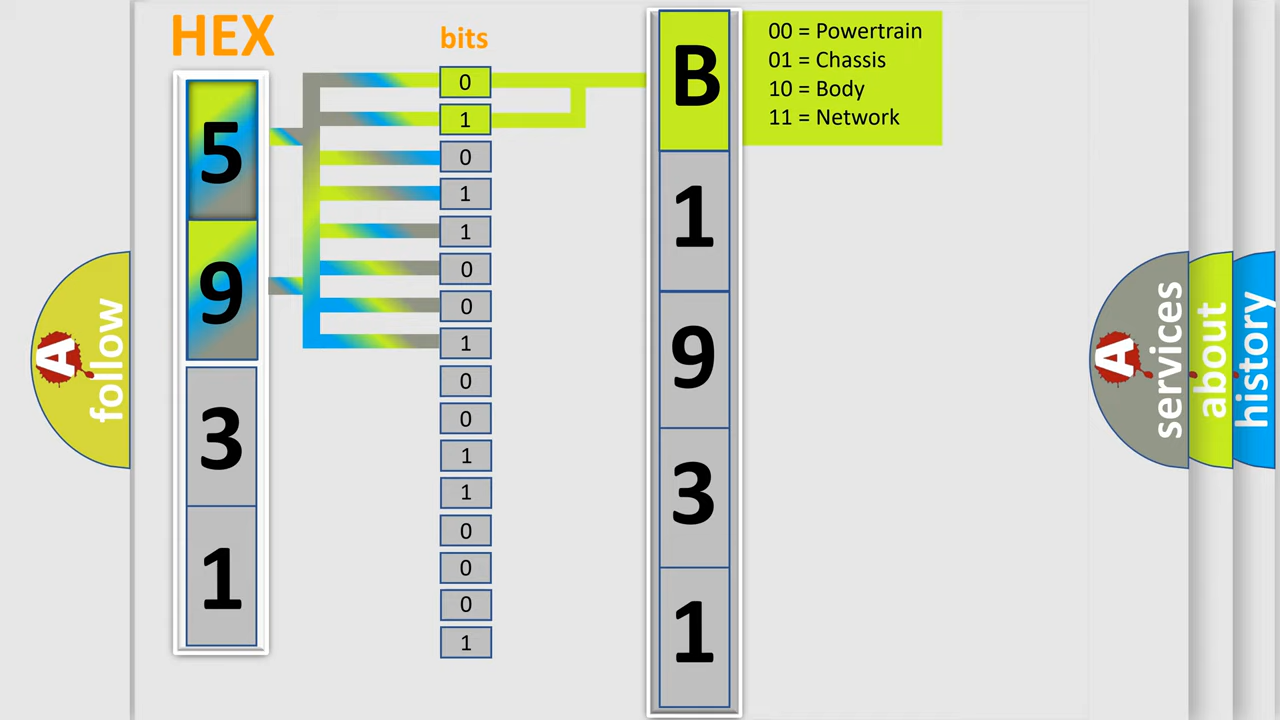 HEX
bits
5
9
3
1
0
1
0
1
1
0
0
1
0
0
1
1
0
0
0
1
B
1
9
3
1
00 = Powertrain
01 = Chassis
10 = Body
11 = Network
A
follow
A
services
about
history